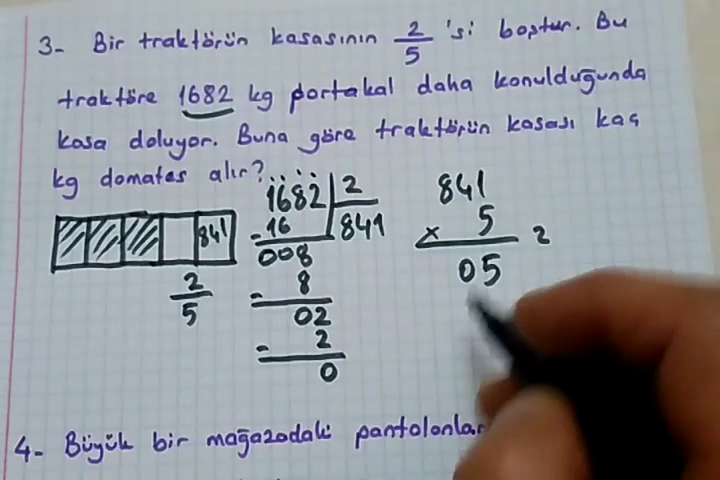 3- Bir traktörün kasasının 2/5 'si boştur. Bu
traktöre 1682 kg portakal daha konulduğunda
kasa doluyor. Buna göre traktörün kasası kaç
kg domates alır?
841
2/5
1682 | 2
- 16 841
008
- 8
02
- 2
0
841
x 5
05 2
4- Büyük bir mağazadaki pantolonlar